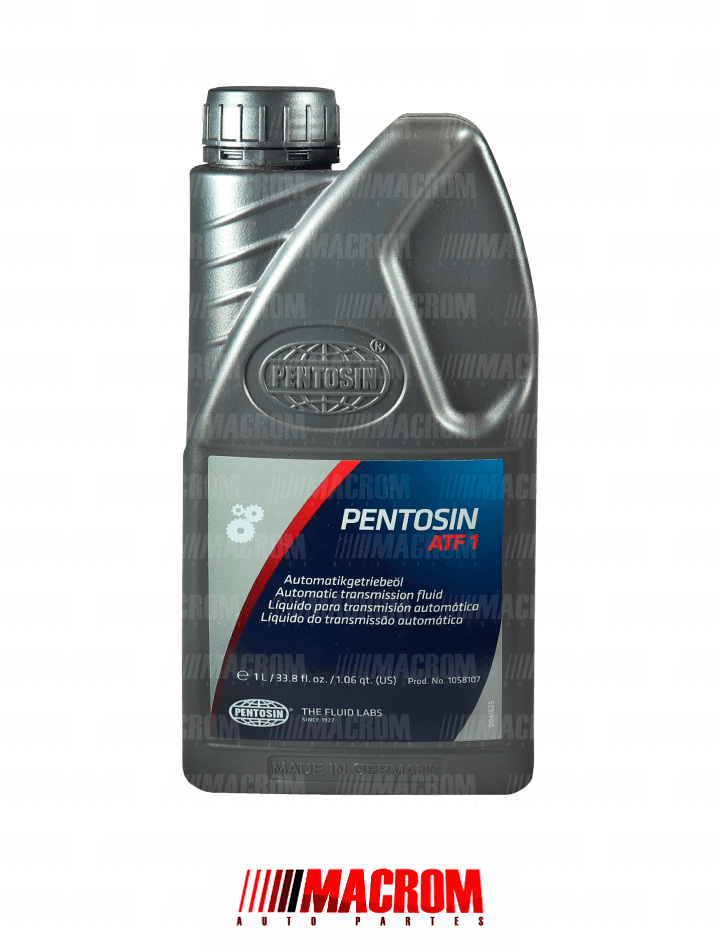 PENTOSIN®
PENTOSIN
ATF 1
Automatikgetriebeöl
Automatic transmission fluid
Líquido para transmisión automática
Líquido do transmissão automática
℮ 1 L / 33.8 fl. oz. / 1.06 qt. (US) Prod. No. 1058107
PENTOSIN®
THE FLUID LABS
SINCE 1927
MADE IN GERMANY
MACROM
AUTO PARTES